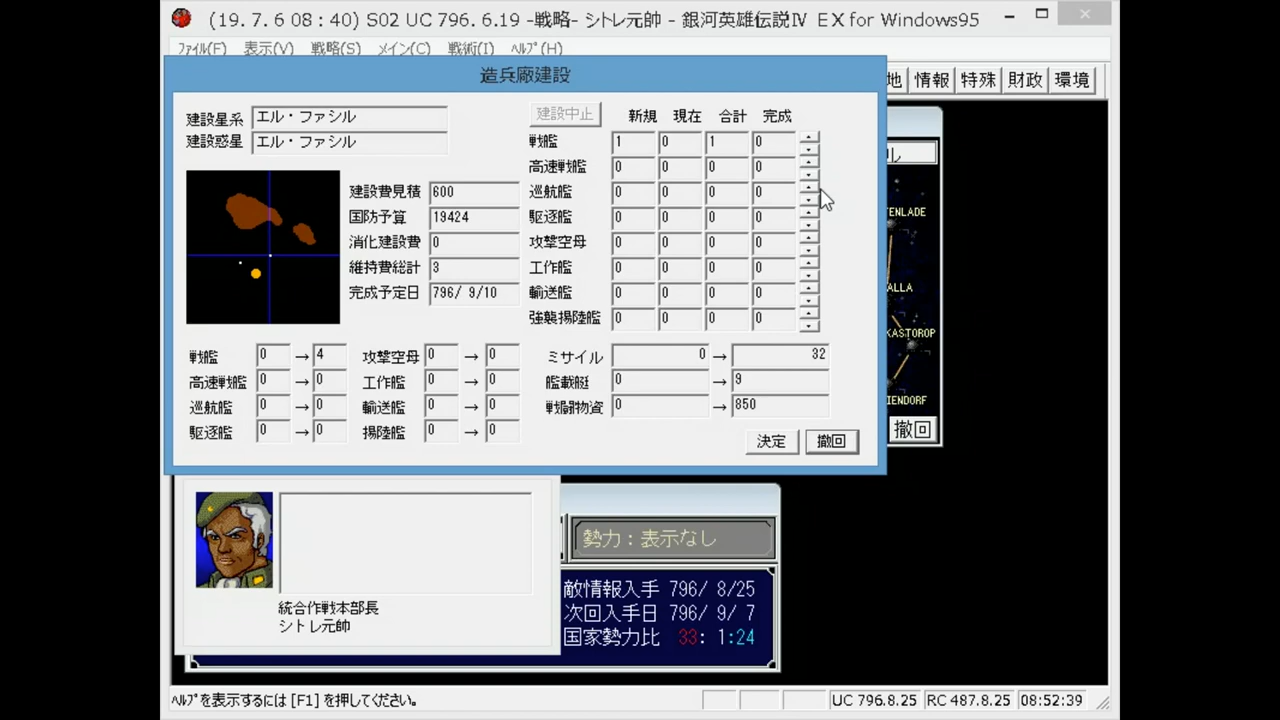 (19. 7. 6 08 : 40) S02 UC 796. 6.19 -戦略- シトレ元帥 - 銀河英雄伝説Ⅳ EX for Windows95
ﾌｧｲﾙ(F) 表示(V) 戦略(S) メイン(C) 戦術(I) ﾍﾙﾌﾟ(H)
地 情報 特殊 財政 環境
造兵廠建設
建設星系 エル・ファシル
建設惑星 エル・ファシル
建設費見積 600
国防予算 19424
消化建設費 0
維持費総計 3
完成予定日 796/ 9/10
建設中止 新規 現在 合計 完成
戦艦 1 0 1 0
高速戦艦 0 0 0 0
巡航艦 0 0 0 0
駆逐艦 0 0 0 0
攻撃空母 0 0 0 0
工作艦 0 0 0 0
輸送艦 0 0 0 0
強襲揚陸艦 0 0 0 0
戦艦 0 → 4 攻撃空母 0 → 0 ミサイル 0 → 32
高速戦艦 0 → 0 工作艦 0 → 0 艦載艇 0 → 9
巡航艦 0 → 0 輸送艦 0 → 0 戦闘物資 0 → 850
駆逐艦 0 → 0 揚陸艦 0 → 0
決定 撤回
ル
ENLADE
ALLA
KASTOROP
IENDORF
撤回
統合作戦本部長
シトレ元帥
勢力：表示なし
敵情報入手 796/ 8/25
次回入手日 796/ 9/ 7
国家勢力比 33: 1:24
ﾍﾙﾌﾟを表示するには [F1] を押してください。
UC 796.8.25 RC 487.8.25 08:52:39